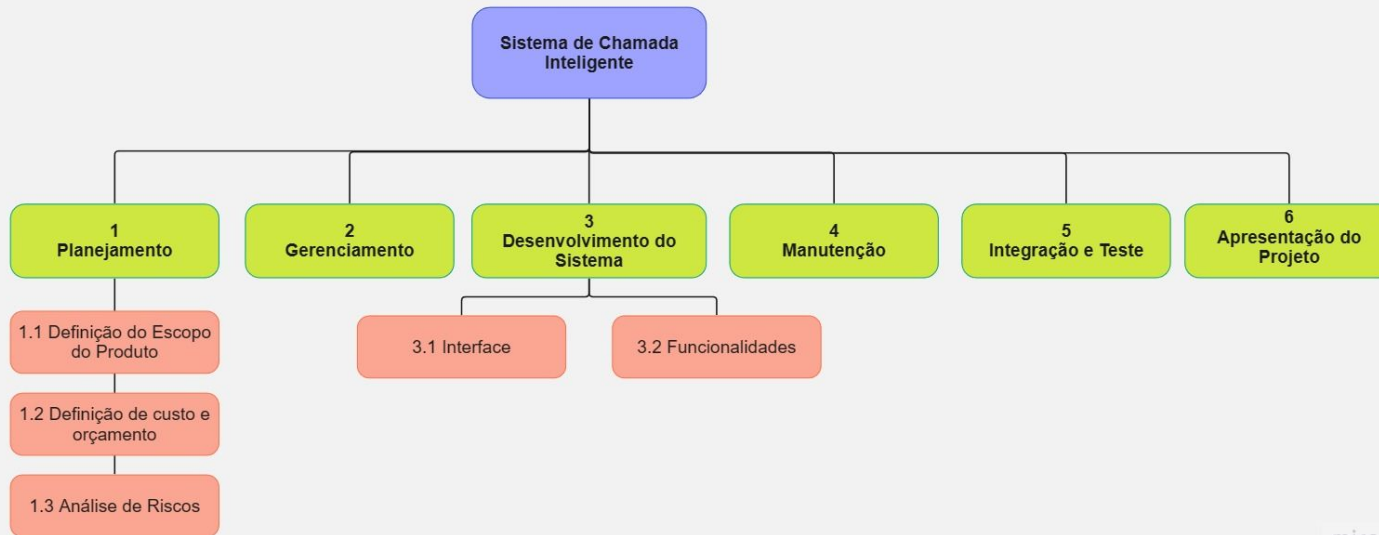 Sistema de Chamada
Inteligente
1
Planejamento
2
Gerenciamento
3
Desenvolvimento do
Sistema
4
Manutenção
5
Integração e Teste
6
Apresentação do
Projeto
1.1 Definição do Escopo
do Produto
1.2 Definição de custo e
orçamento
1.3 Análise de Riscos
3.1 Interface
3.2 Funcionalidades